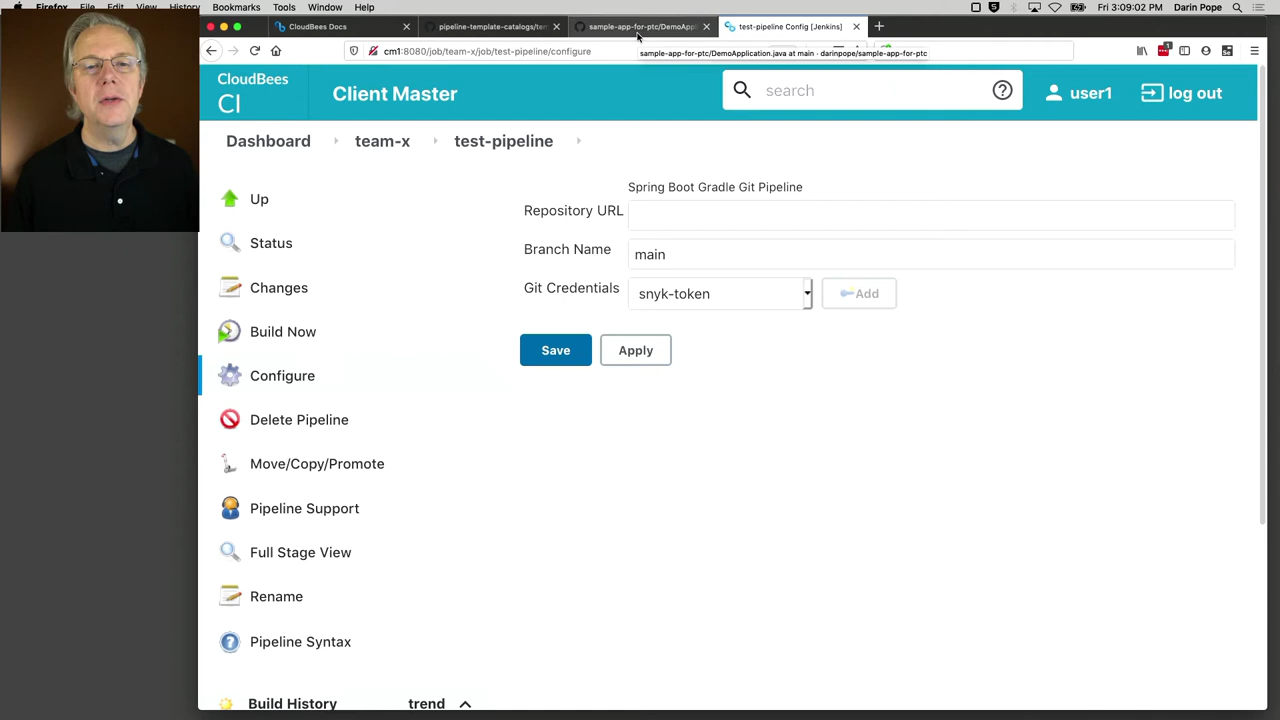 Firefox File Edit View History Bookmarks Tools Window Help
Fri 3:09:02 PM Darin Pope
CloudBees Docs
pipeline-template-catalogs/tem
sample-app-for-ptc/DemoAppl
test-pipeline Config [Jenkins]
cm1:8080/job/team-x/job/test-pipeline/configure
sample-app-for-ptc/DemoApplication.java at main · darinpope/sample-app-for-ptc
CloudBees
CI
Client Master
search
user1
log out
Dashboard
team-x
test-pipeline
Up
Status
Changes
Build Now
Configure
Delete Pipeline
Move/Copy/Promote
Pipeline Support
Full Stage View
Rename
Pipeline Syntax
Build History trend
Spring Boot Gradle Git Pipeline
Repository URL
Branch Name main
Git Credentials snyk-token Add
Save Apply